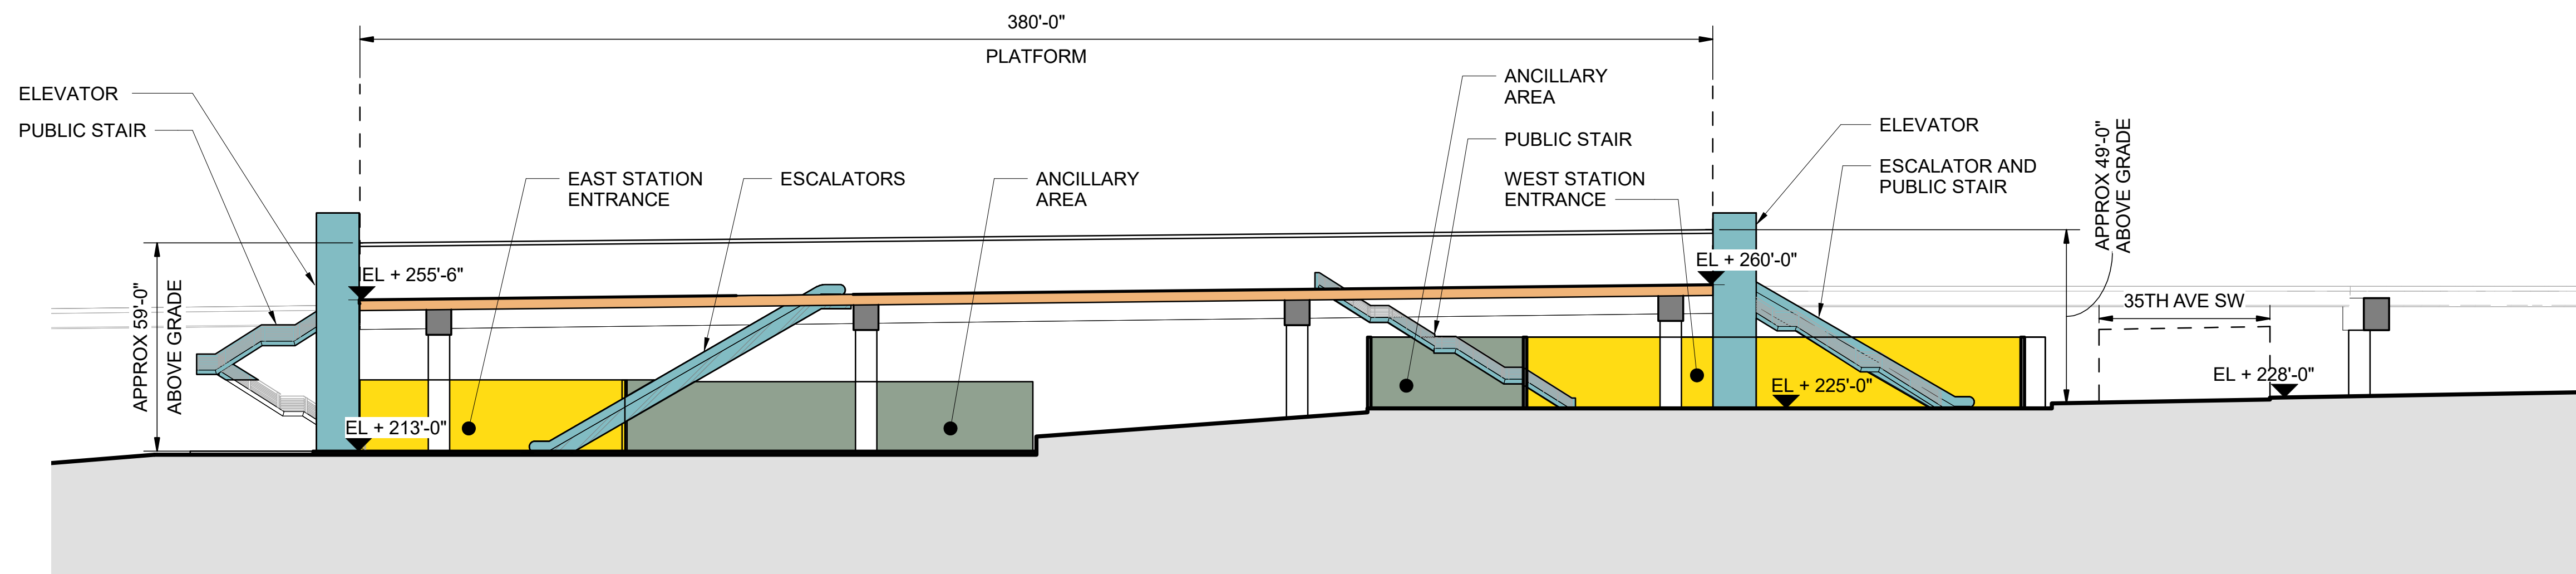 380'-0"
PLATFORM
ELEVATOR
PUBLIC STAIR
EAST STATION
ENTRANCE
ESCALATORS
ANCILLARY
AREA
ANCILLARY
AREA
PUBLIC STAIR
WEST STATION
ENTRANCE
ELEVATOR
ESCALATOR AND
PUBLIC STAIR
APPROX 49'-0"
ABOVE GRADE
APPROX 59'-0"
ABOVE GRADE
EL + 255'-6"
EL + 260'-0"
35TH AVE SW
EL + 213'-0"
EL + 225'-0"
EL + 228'-0"